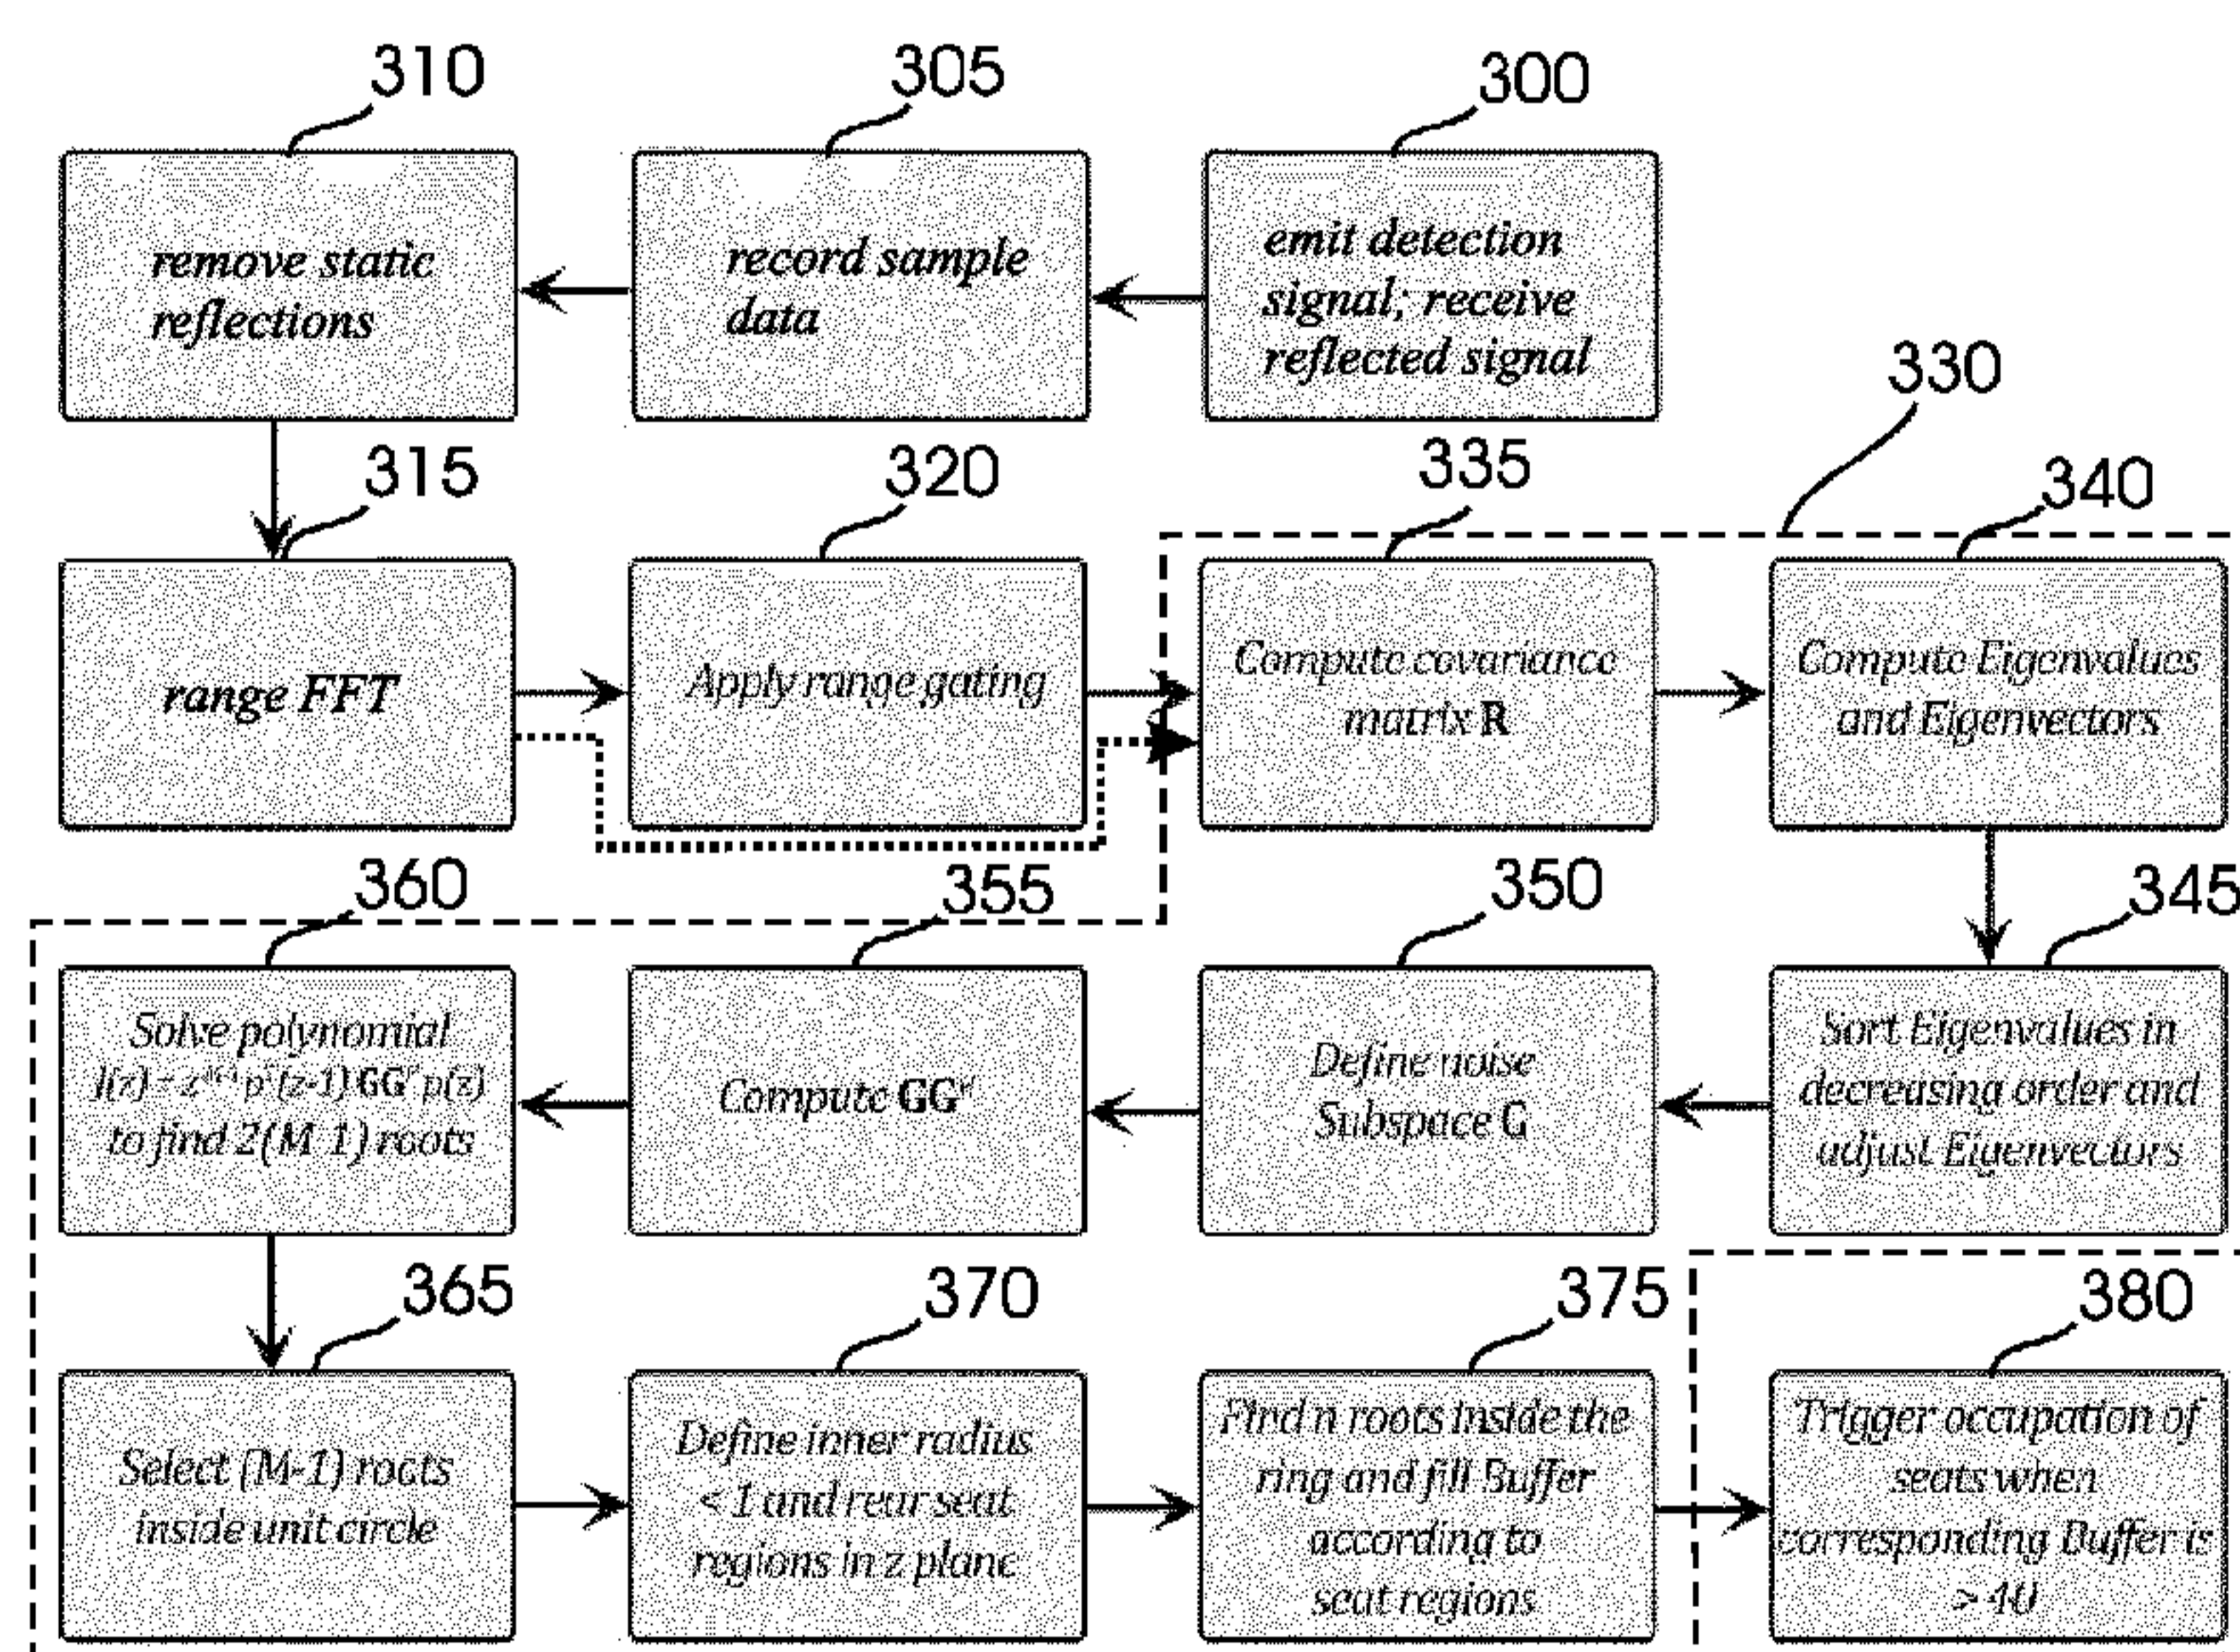 310
305
300
remove static
reflections
record sample
data
emit detection
signal; receive
reflected signal
330
315
320
335
340
range FFT
Apply range gating
Compute covariance
matrix R
Compute Eigenvalues
and Eigenvectors
360
355
350
345
Solve polynomial
p(z)
to find 2(M-1) roots
Compute GGᴴ
Define noise
Subspace G
Sort Eigenvalues in
decreasing order and
adjust Eigenvectors
365
370
375
380
Select (M-1) roots
inside unit circle
Define inner radius
< 1 and rear seat
regions in z plane
Find n roots inside the
ring and fill Buffer
according to
seat regions
Trigger occupation of
seats when
corresponding Buffer is
> 40